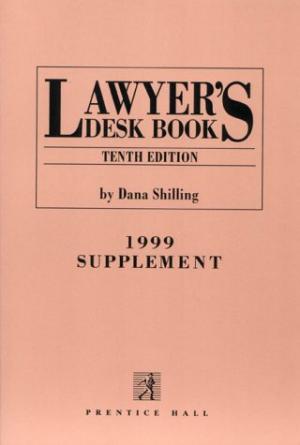 LAWYER'S
DESK BOOK
TENTH EDITION
by Dana Shilling
1999
SUPPLEMENT
PRENTICE HALL